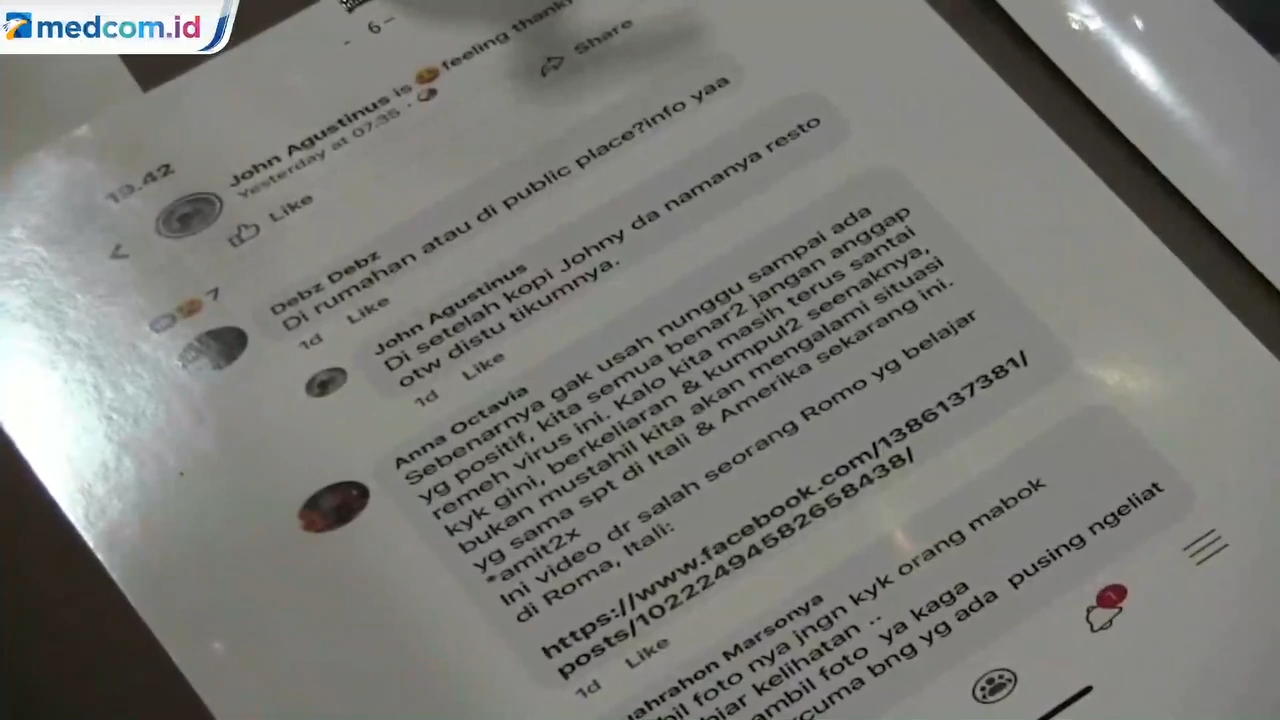 medcom.id
6-
19.42
John Agustinus is feeling
Yesterday at 07.35 ·
Like
Share
7
Debz Debz
Di rumahan atau di public place?info yaa
1d Like
John Agustinus
Di setelah kopi Johny da namanya resto
otw distu tikumnya.
1d Like
Anna Octavia
Sebenarnya gak usah nunggu sampai ada
yg positif, kita semua benar2 jangan anggap
remeh virus ini. Kalo kita masih terus santai
kyk gini, berkeliaran & kumpul2 seenaknya,
bukan mustahil kita akan mengalami situasi
yg sama spt di Itali & Amerika sekarang ini.
*amit2x
Ini video dr salah seorang Romo yg belajar
di Roma, Itali:
https://www.facebook.com/1386137381/
posts/10222494582658438/
1d Like
Marsonya
foto nya jngn kyk orang mabok
biar kelihatan ..
foto ya kaga
bng yg ada pusing ngeliat
1